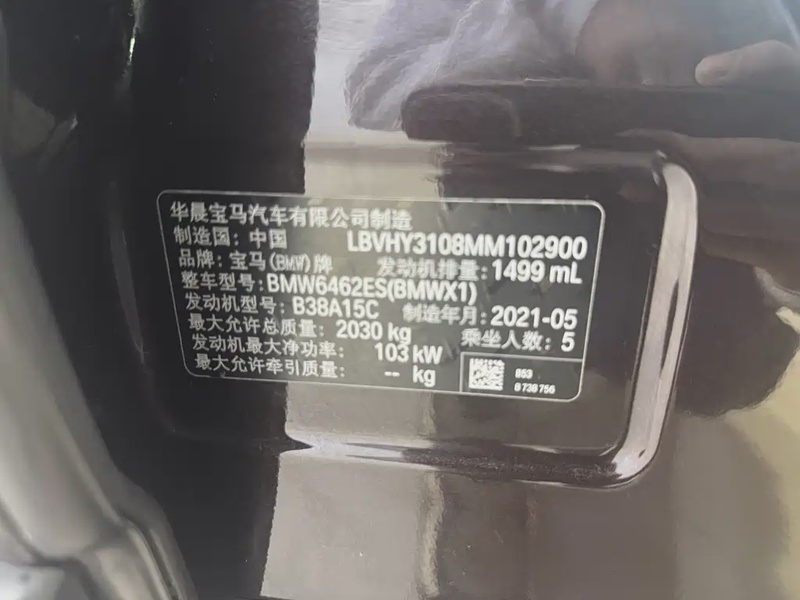 华晨宝马汽车有限公司制造
制造国：中国 LBVHY3108MM102900
品牌：宝马(BMW)牌 发动机排量：1499 mL
整车型号：BMW6462ES(BMWX1)
发动机型号：B38A15C 制造年月：2021-05
最大允许总质量：2030 kg 乘坐人数：5
发动机最大净功率： 103 kW
最大允许牵引质量： -- kg
853
8 738 756